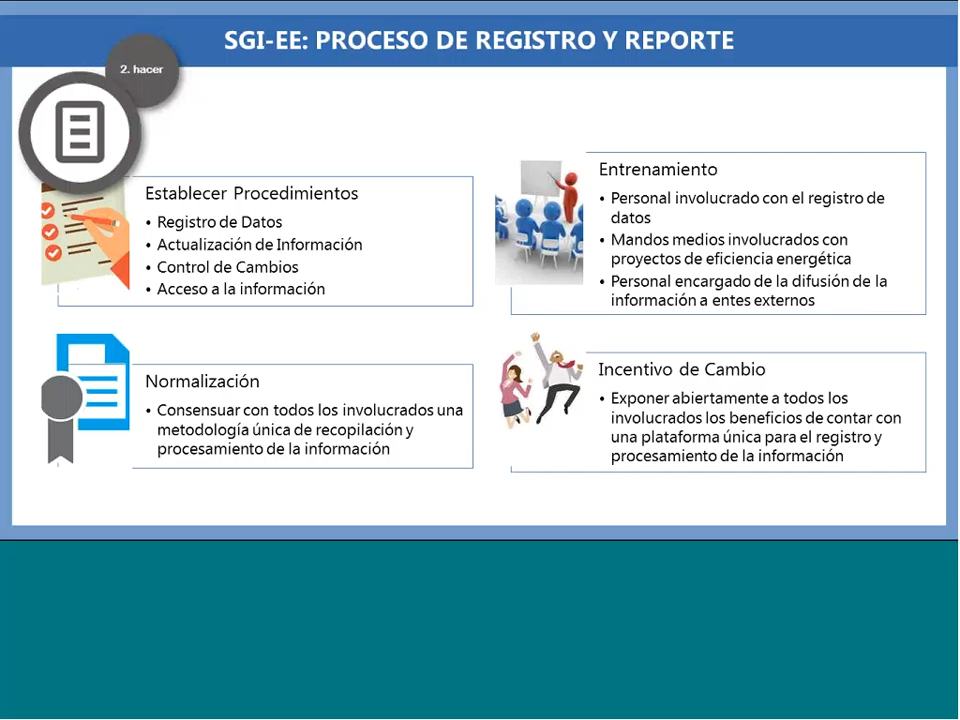 SGI-EE: PROCESO DE REGISTRO Y REPORTE
2. hacer
Establecer Procedimientos
• Registro de Datos
• Actualización de Información
• Control de Cambios
• Acceso a la información
Entrenamiento
• Personal involucrado con el registro de
datos
• Mandos medios involucrados con
proyectos de eficiencia energética
• Personal encargado de la difusión de la
información a entes externos
Normalización
• Consensuar con todos los involucrados una
metodología única de recopilación y
procesamiento de la información
Incentivo de Cambio
• Exponer abiertamente a todos los
involucrados los beneficios de contar con
una plataforma única para el registro y
procesamiento de la información